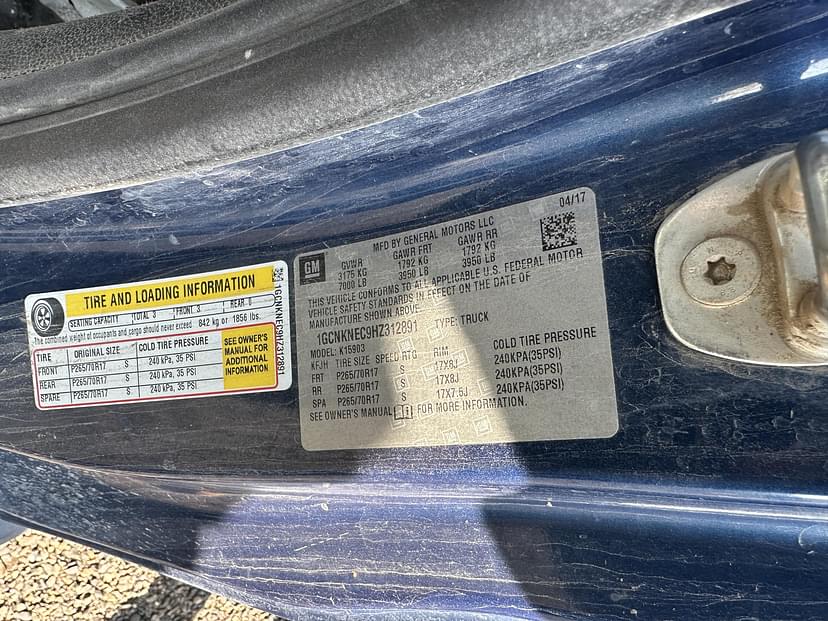 TIRE AND LOADING INFORMATION
SEATING CAPACITY TOTAL 3 FRONT 3 REAR 0
The combined weight of occupants and cargo should never exceed 842 kg or 1856 lbs.
TIRE ORIGINAL SIZE COLD TIRE PRESSURE
FRONT P265/70R17 S 240 kPa, 35 PSI
REAR P265/70R17 S 240 kPa, 35 PSI
SPARE P265/70R17 S 240 kPa, 35 PSI
SEE OWNER'S
MANUAL FOR
ADDITIONAL
INFORMATION
1GCNKNEC9HZ312891
GM
04/17
MFD BY GENERAL MOTORS LLC
GVWR GAWR FRT GAWR RR
3175 KG 1792 KG 1792 KG
7000 LB 3950 LB 3950 LB
THIS VEHICLE CONFORMS TO ALL APPLICABLE U.S. FEDERAL MOTOR
VEHICLE SAFETY STANDARDS IN EFFECT ON THE DATE OF
MANUFACTURE SHOWN ABOVE.
1GCNKNEC9HZ312891 TYPE: TRUCK
MODEL: K15903
KFJH TIRE SIZE SPEED RTG RIM COLD TIRE PRESSURE
FRT P265/70R17 S 17X8J 240KPA(35PSI)
RR P265/70R17 S 17X8J 240KPA(35PSI)
SPA P265/70R17 S 17X7.5J 240KPA(35PSI)
SEE OWNER'S MANUAL FOR MORE INFORMATION.